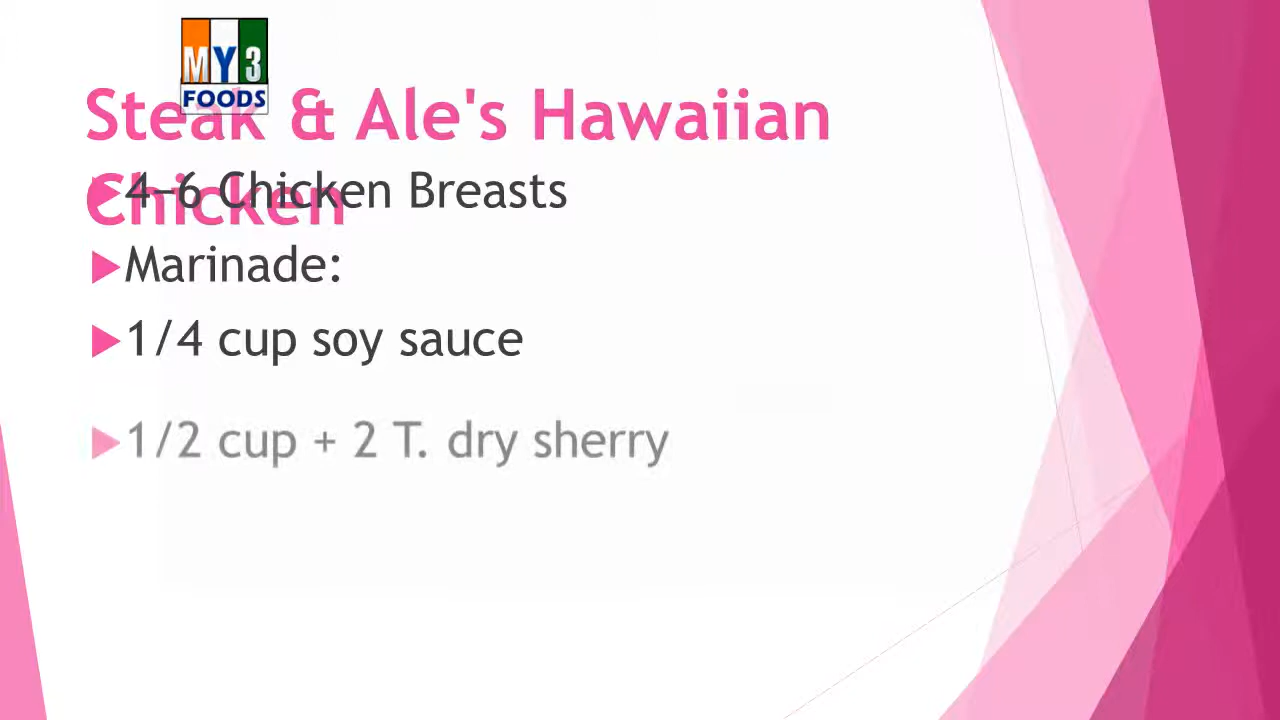 MY3
FOODS
Steak & Ale's Hawaiian
Chicken
4–6 Chicken Breasts
Marinade:
1/4 cup soy sauce
1/2 cup + 2 T. dry sherry